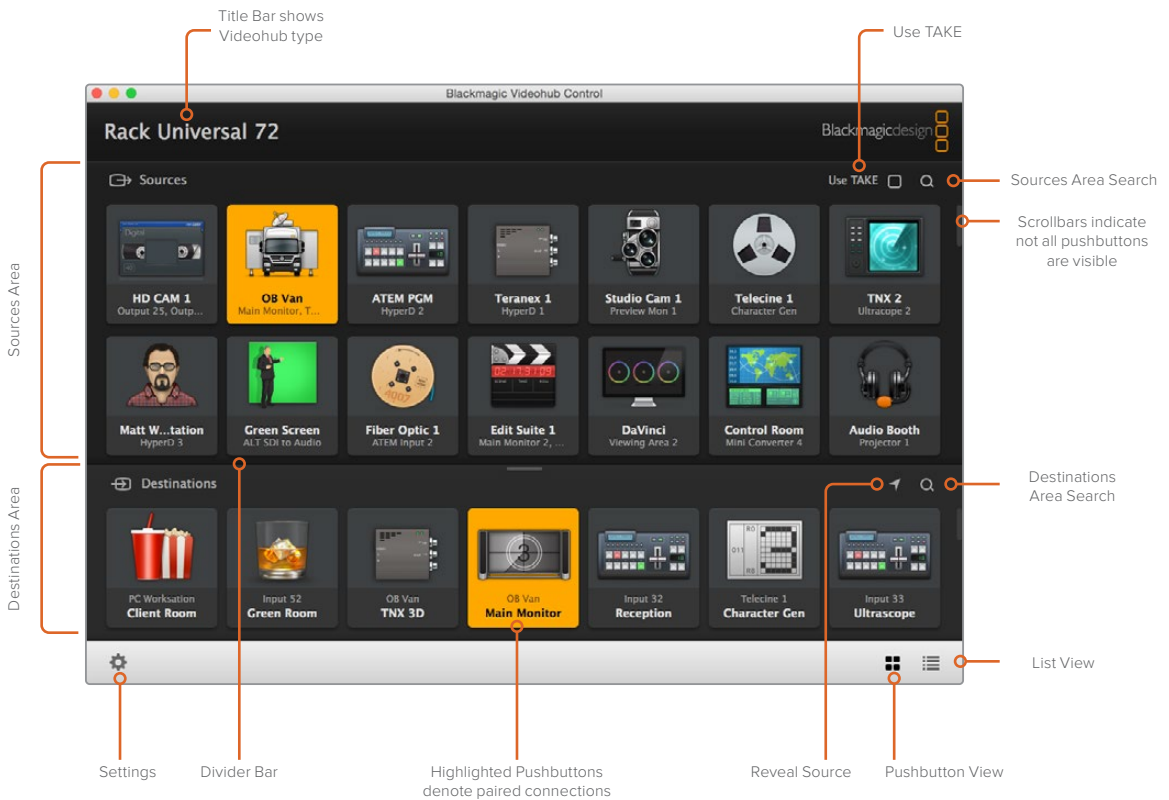 Title Bar shows
Videohub type
Use TAKE
Blackmagic Videohub Control
Rack Universal 72
Blackmagicdesign
Sources
Use TAKE
Sources Area Search
Scrollbars indicate
not all pushbuttons
are visible
Sources Area
Digital
HD CAM 1
Output 25, Outp...
OB Van
Main Monitor, T...
ATEM PGM
HyperD 2
Teranex 1
HyperD 1
Studio Cam 1
Preview Mon 1
Telecine 1
Character Gen
TNX 2
Ultracope 2
Matt W...tation
HyperD 3
Green Screen
ALT SDI to Audio
4Q07
Fiber Optic 1
ATEM Input 2
Edit Suite 1
Main Monitor 2, ...
DaVinci
Viewing Area 2
Control Room
Mini Converter 4
Audio Booth
Projector 1
Destinations
Destinations
Area Search
Destinations Area
PC Worksation
Client Room
Input 52
Green Room
OB Van
TNX 3D
3
OB Van
Main Monitor
Input 32
Reception
R0
011
R8
Telecine 1
Character Gen
Input 33
Ultrascope
List View
Settings
Divider Bar
Highlighted Pushbuttons
denote paired connections
Reveal Source
Pushbutton View